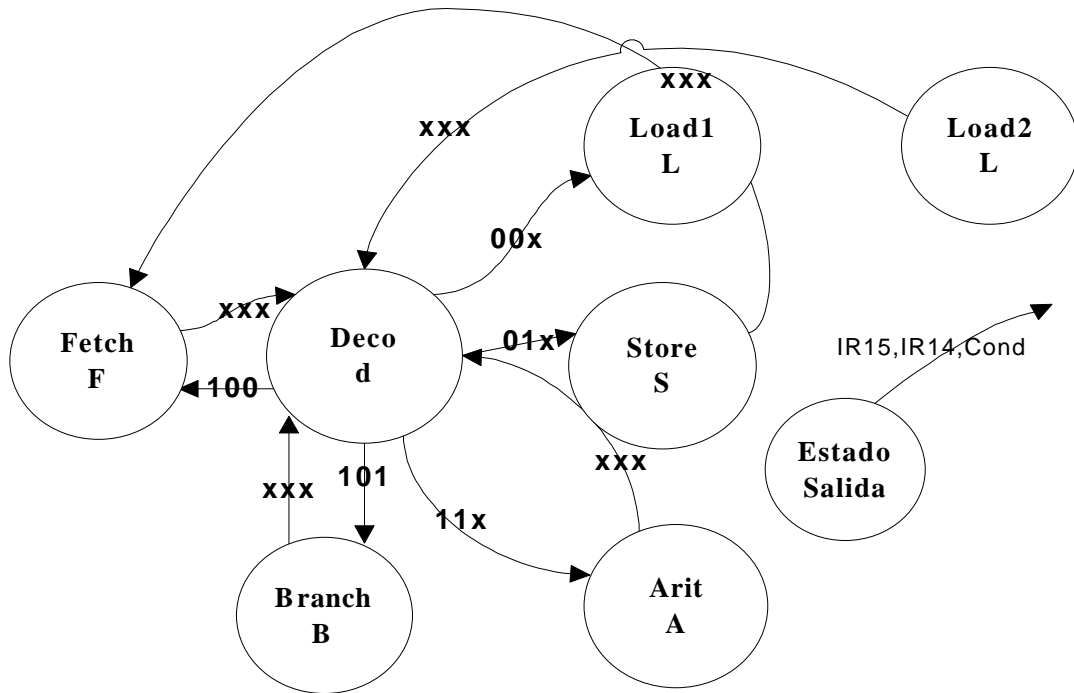 xxx
Load1
L
Load2
L
xxx
00x
Fetch
F
xxx
Deco
d
01x
Store
S
IR15,IR14,Cond
100
Estado
Salida
xxx
101
11x
xxx
Branch
B
Arit
A